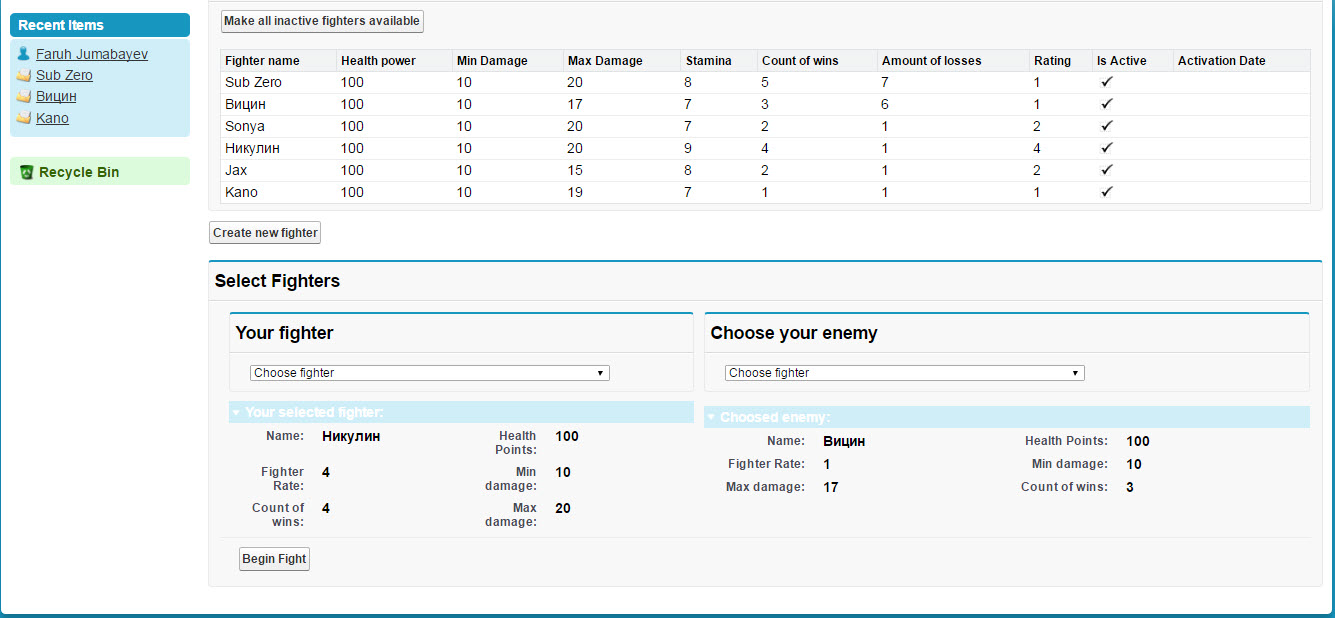 Recent Items
Faruh Jumabayev
Sub Zero
Вицин
Kano
Recycle Bin
Make all inactive fighters available
Fighter name Health power Min Damage Max Damage Stamina Count of wins Amount of losses Rating Is Active Activation Date
Sub Zero 100 10 20 8 5 7 1
Вицин 100 10 17 7 3 6 1
Sonya 100 10 20 7 2 1 2
Никулин 100 10 20 9 4 1 4
Jax 100 10 15 8 2 1 2
Kano 100 10 19 7 1 1 1
Create new fighter
Select Fighters
Your fighter
Choose fighter
Your selected fighter:
Name: Никулин Health
Points: 100
Fighter
Rate: 4 Min
damage: 10
Count of
wins: 4 Max
damage: 20
Choose your enemy
Choose fighter
Choosed enemy:
Name: Вицин Health Points: 100
Fighter Rate: 1 Min damage: 10
Max damage: 17 Count of wins: 3
Begin Fight